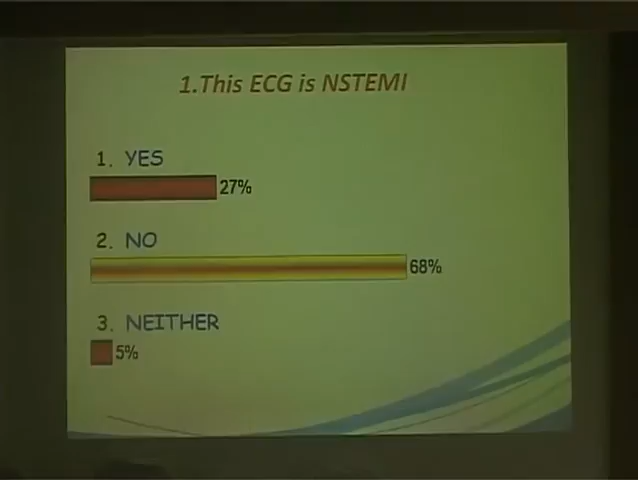 1.This ECG is NSTEMI
1. YES
27%
2. NO
68%
3. NEITHER
5%